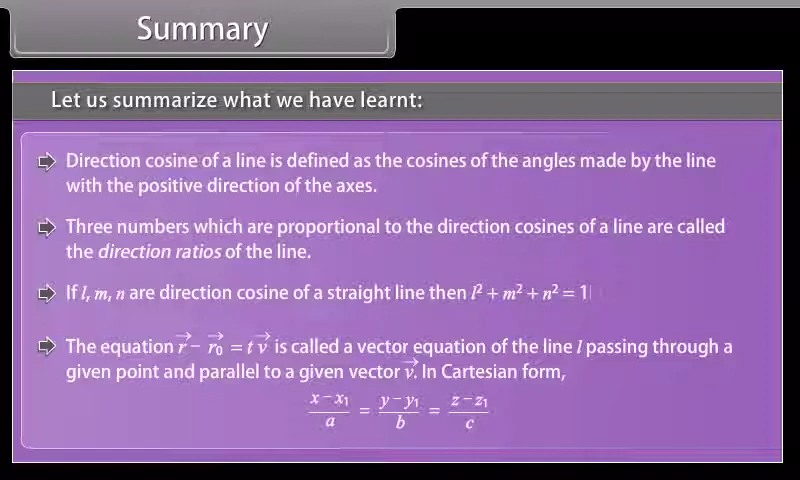 Summary
Let us summarize what we have learnt:
Direction cosine of a line is defined as the cosines of the angles made by the line
with the positive direction of the axes.
Three numbers which are proportional to the direction cosines of a line are called
the direction ratios of the line.
If l, m, n are direction cosine of a straight line then l² + m² + n² = 1
The equation r⃗ − r⃗₀ = t v⃗ is called a vector equation of the line l passing through a
given point and parallel to a given vector v⃗. In Cartesian form,
(x − x₁)/a = (y − y₁)/b = (z − z₁)/c